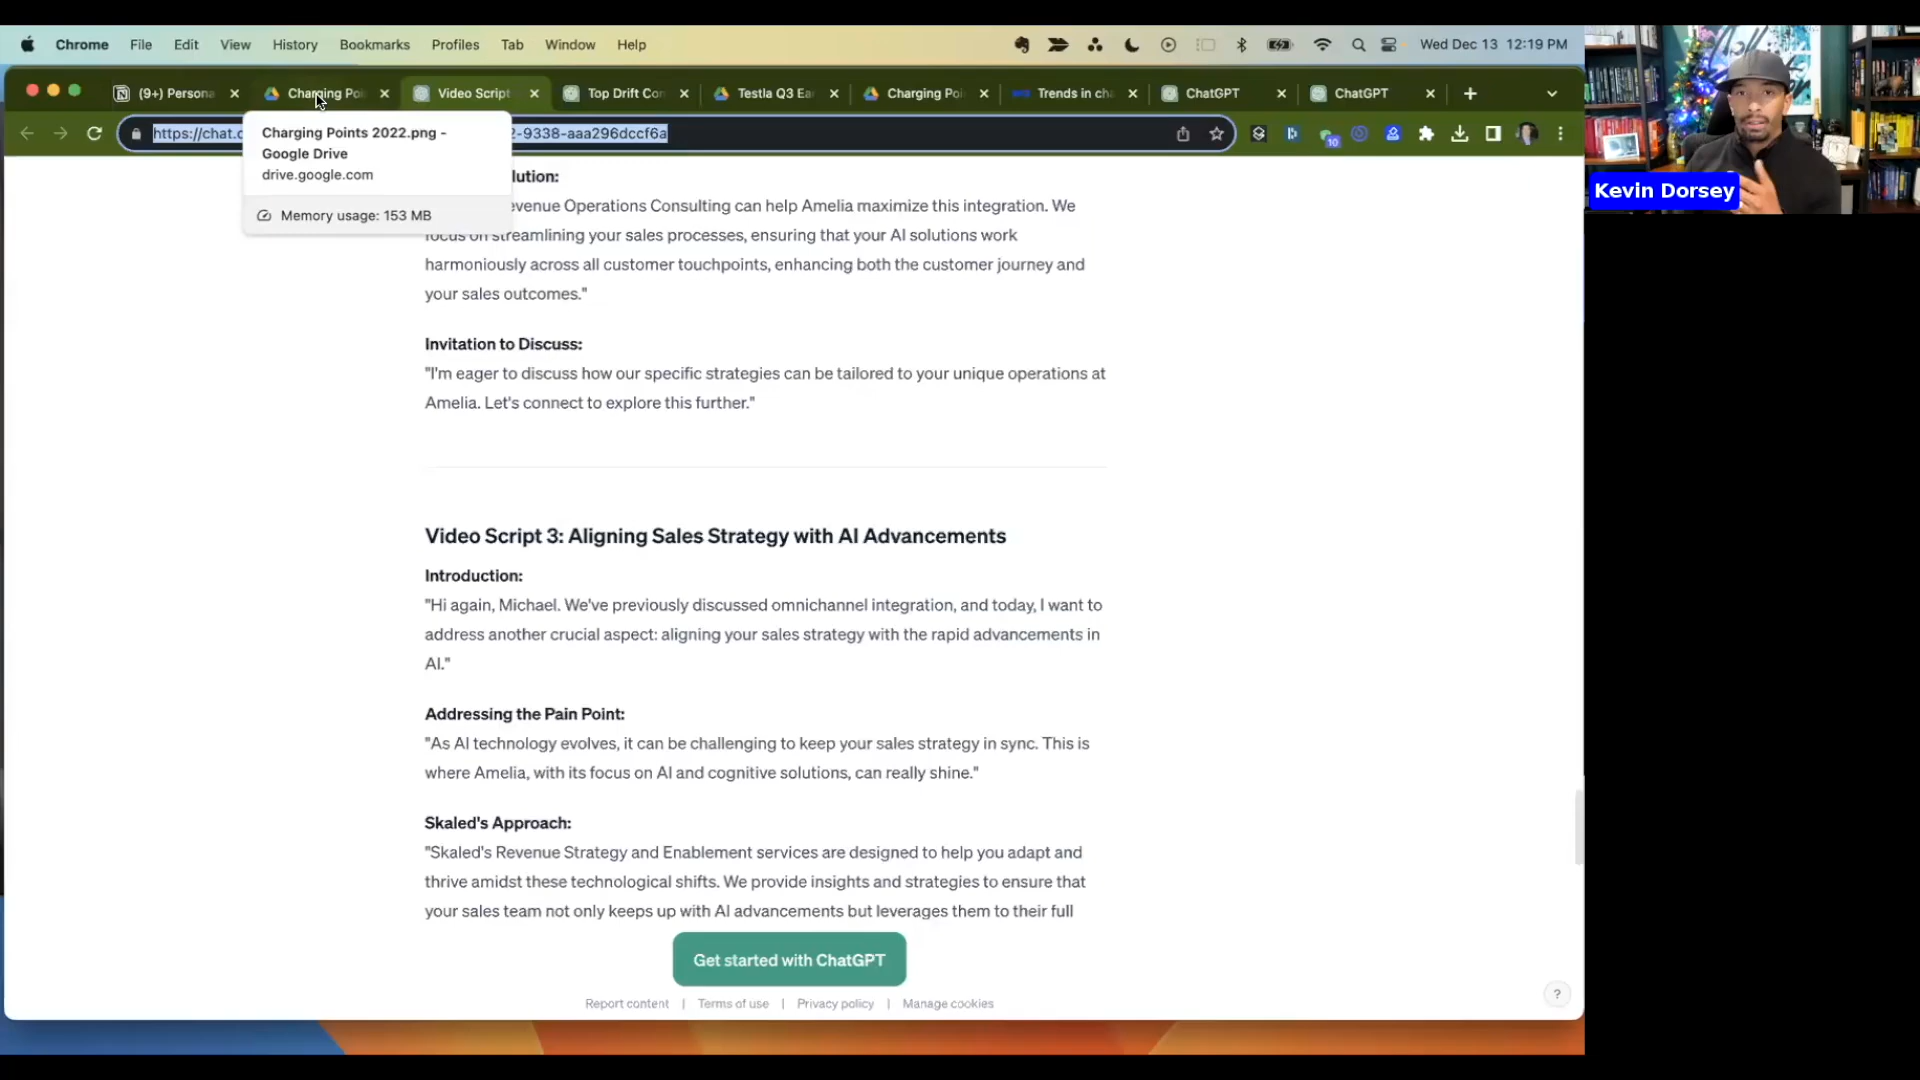 Chrome File Edit View History Bookmarks Profiles Tab Window Help Wed Dec 13 12:19 PM
(9+) Persona Charging Poi Video Script Top Drift Con Testla Q3 Ea Charging Poi Trends in cha ChatGPT ChatGPT
https://chat.c 2-9338-aaa296dccf6a
10
Charging Points 2022.png -
Google Drive
drive.google.com
Memory usage: 153 MB
Kevin Dorsey
lution:
evenue Operations Consulting can help Amelia maximize this integration. We
focus on streamlining your sales processes, ensuring that your AI solutions work
harmoniously across all customer touchpoints, enhancing both the customer journey and
your sales outcomes."
Invitation to Discuss:
"I'm eager to discuss how our specific strategies can be tailored to your unique operations at
Amelia. Let's connect to explore this further."
Video Script 3: Aligning Sales Strategy with AI Advancements
Introduction:
"Hi again, Michael. We've previously discussed omnichannel integration, and today, I want to
address another crucial aspect: aligning your sales strategy with the rapid advancements in
AI."
Addressing the Pain Point:
"As AI technology evolves, it can be challenging to keep your sales strategy in sync. This is
where Amelia, with its focus on AI and cognitive solutions, can really shine."
Skaled's Approach:
"Skaled's Revenue Strategy and Enablement services are designed to help you adapt and
thrive amidst these technological shifts. We provide insights and strategies to ensure that
your sales team not only keeps up with AI advancements but leverages them to their full
Get started with ChatGPT
Report content | Terms of use | Privacy policy | Manage cookies
?